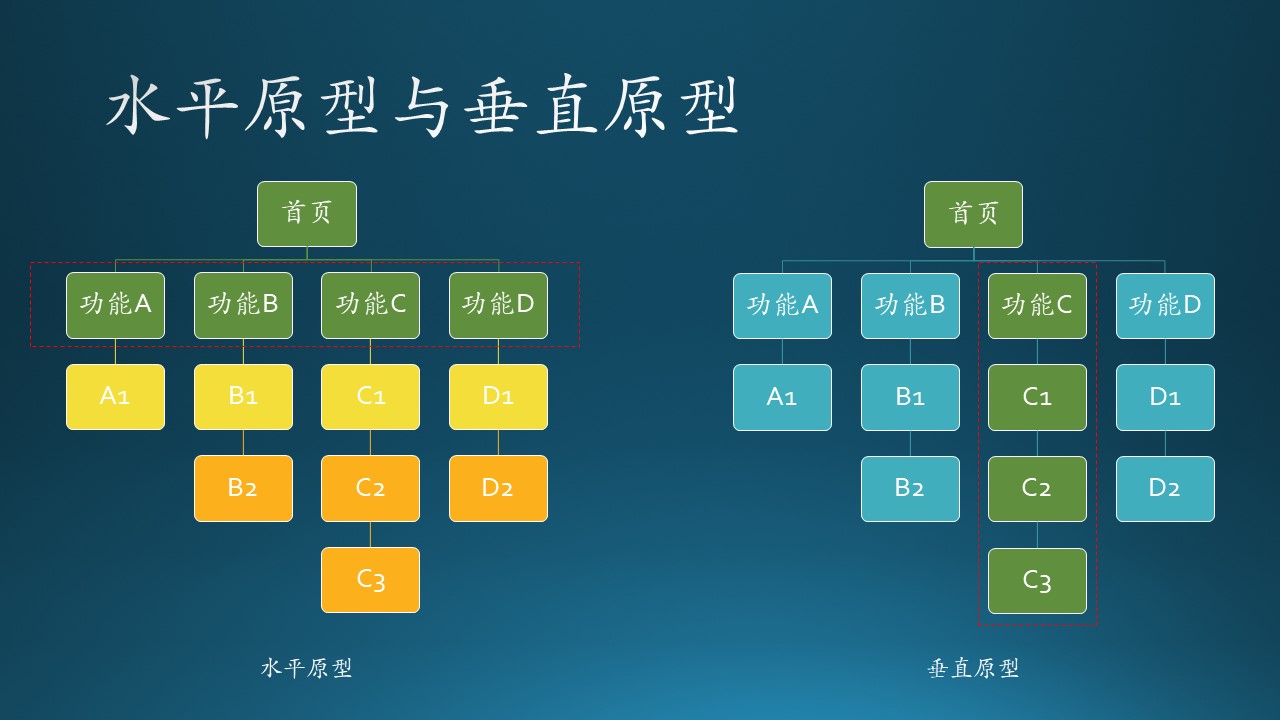 水平原型与垂直原型
首页
功能A 功能B 功能C 功能D
A1 B1 C1 D1
B2 C2 D2
C3
水平原型
首页
功能A 功能B 功能C 功能D
A1 B1 C1 D1
B2 C2 D2
C3
垂直原型